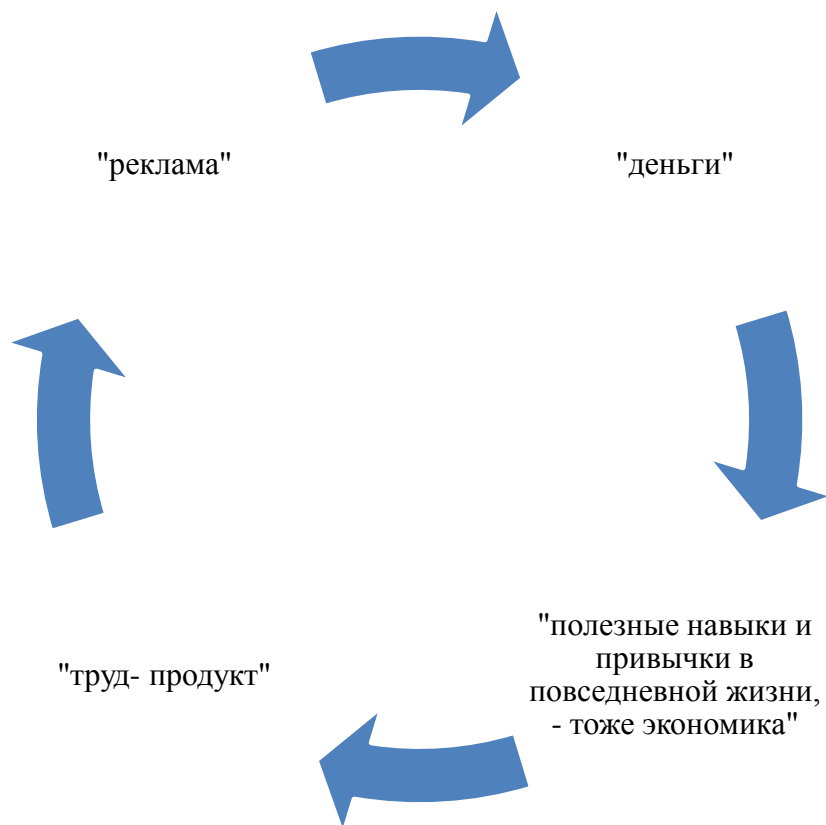 "реклама"
"деньги"
"полезные навыки и
привычки в
повседневной жизни,
- тоже экономика"
"труд- продукт"